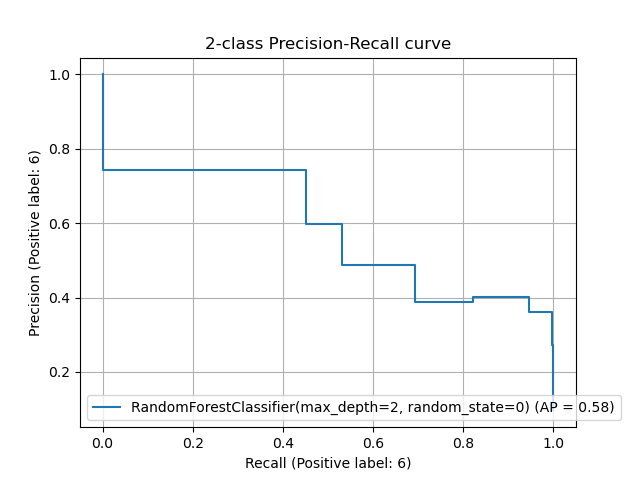 2-class Precision-Recall curve
Precision (Positive label: 6)
1.0
0.8
0.6
0.4
0.2
RandomForestClassifier(max_depth=2, random_state=0) (AP = 0.58)
0.0 0.2 0.4 0.6 0.8 1.0
Recall (Positive label: 6)